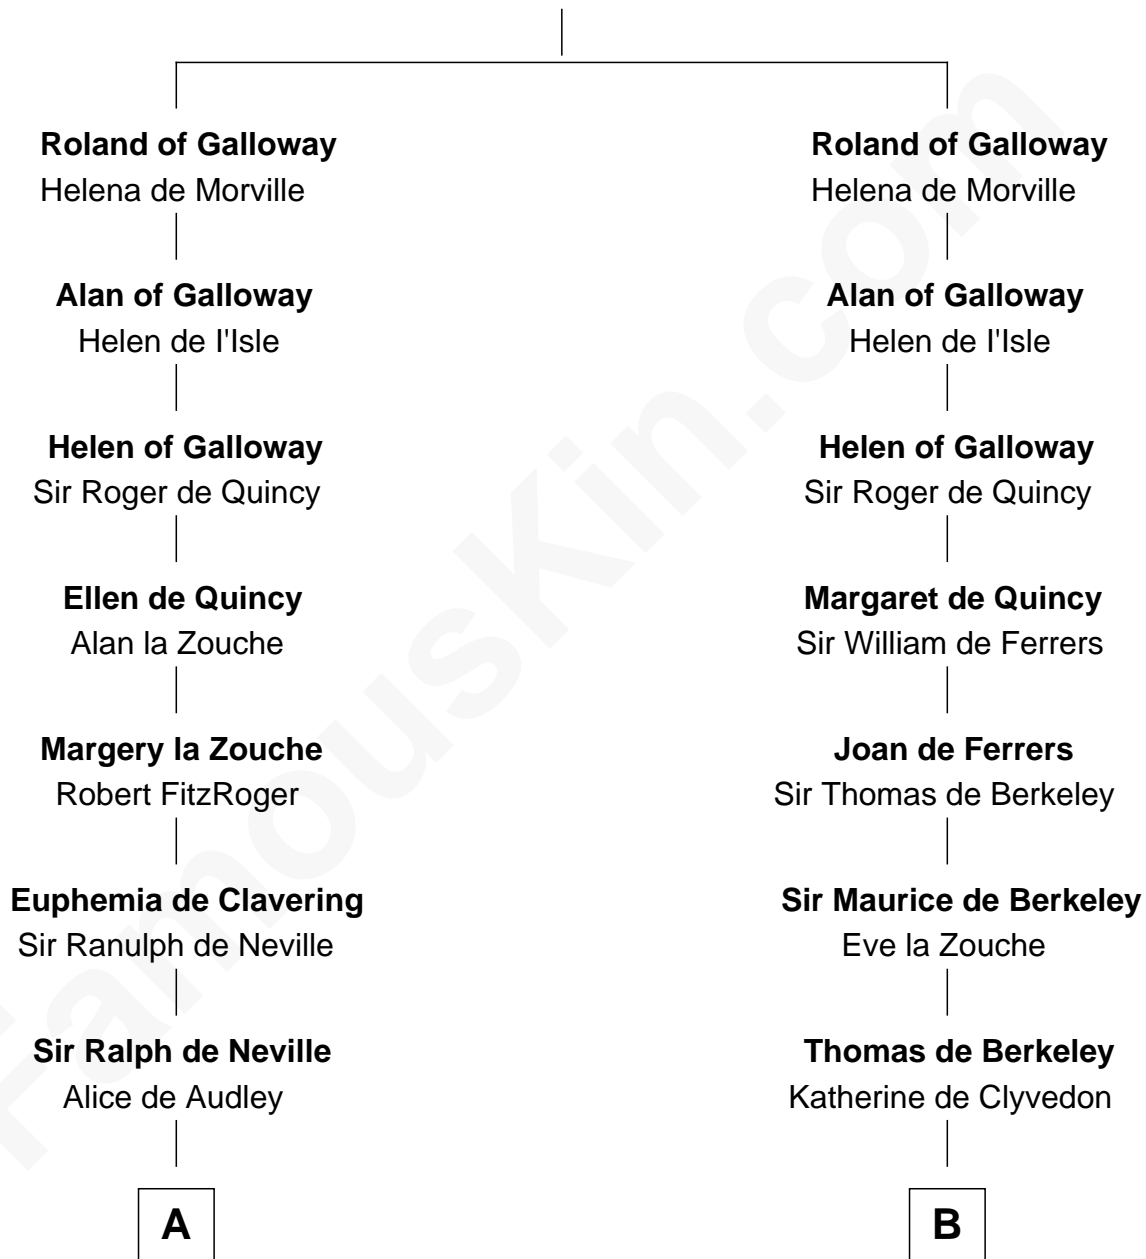 Roland of Galloway
Helena de Morville
Alan of Galloway
Helen de I'Isle
Helen of Galloway
Sir Roger de Quincy
Ellen de Quincy
Alan la Zouche
Margery la Zouche
Robert FitzRoger
Euphemia de Clavering
Sir Ranulph de Neville
Sir Ralph de Neville
Alice de Audley
A
Roland of Galloway
Helena de Morville
Alan of Galloway
Helen de I'Isle
Helen of Galloway
Sir Roger de Quincy
Margaret de Quincy
Sir William de Ferrers
Joan de Ferrers
Sir Thomas de Berkeley
Sir Maurice de Berkeley
Eve la Zouche
Thomas de Berkeley
Katherine de Clyvedon
B
FamousKin.com